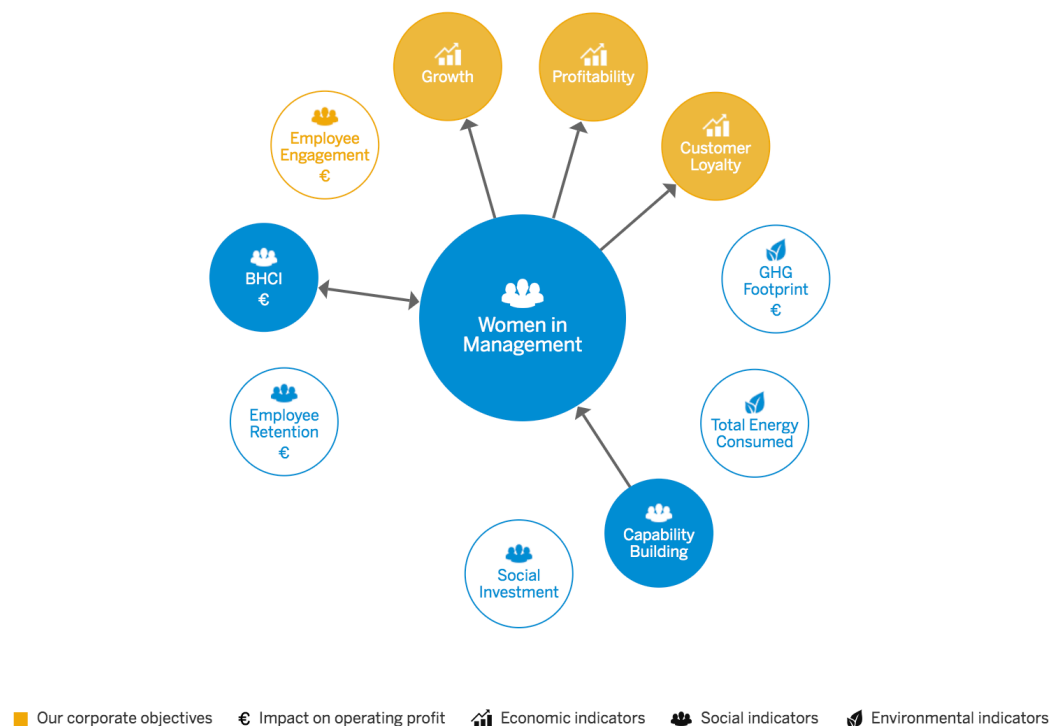 Growth
Profitability
Employee
Engagement
€
Customer
Loyalty
BHCI
€
GHG
Footprint
€
Women in
Management
Employee
Retention
€
Total Energy
Consumed
Capability
Building
Social
Investment
Our corporate objectives
€ Impact on operating profit
Economic indicators
Social indicators
Environmental indicators